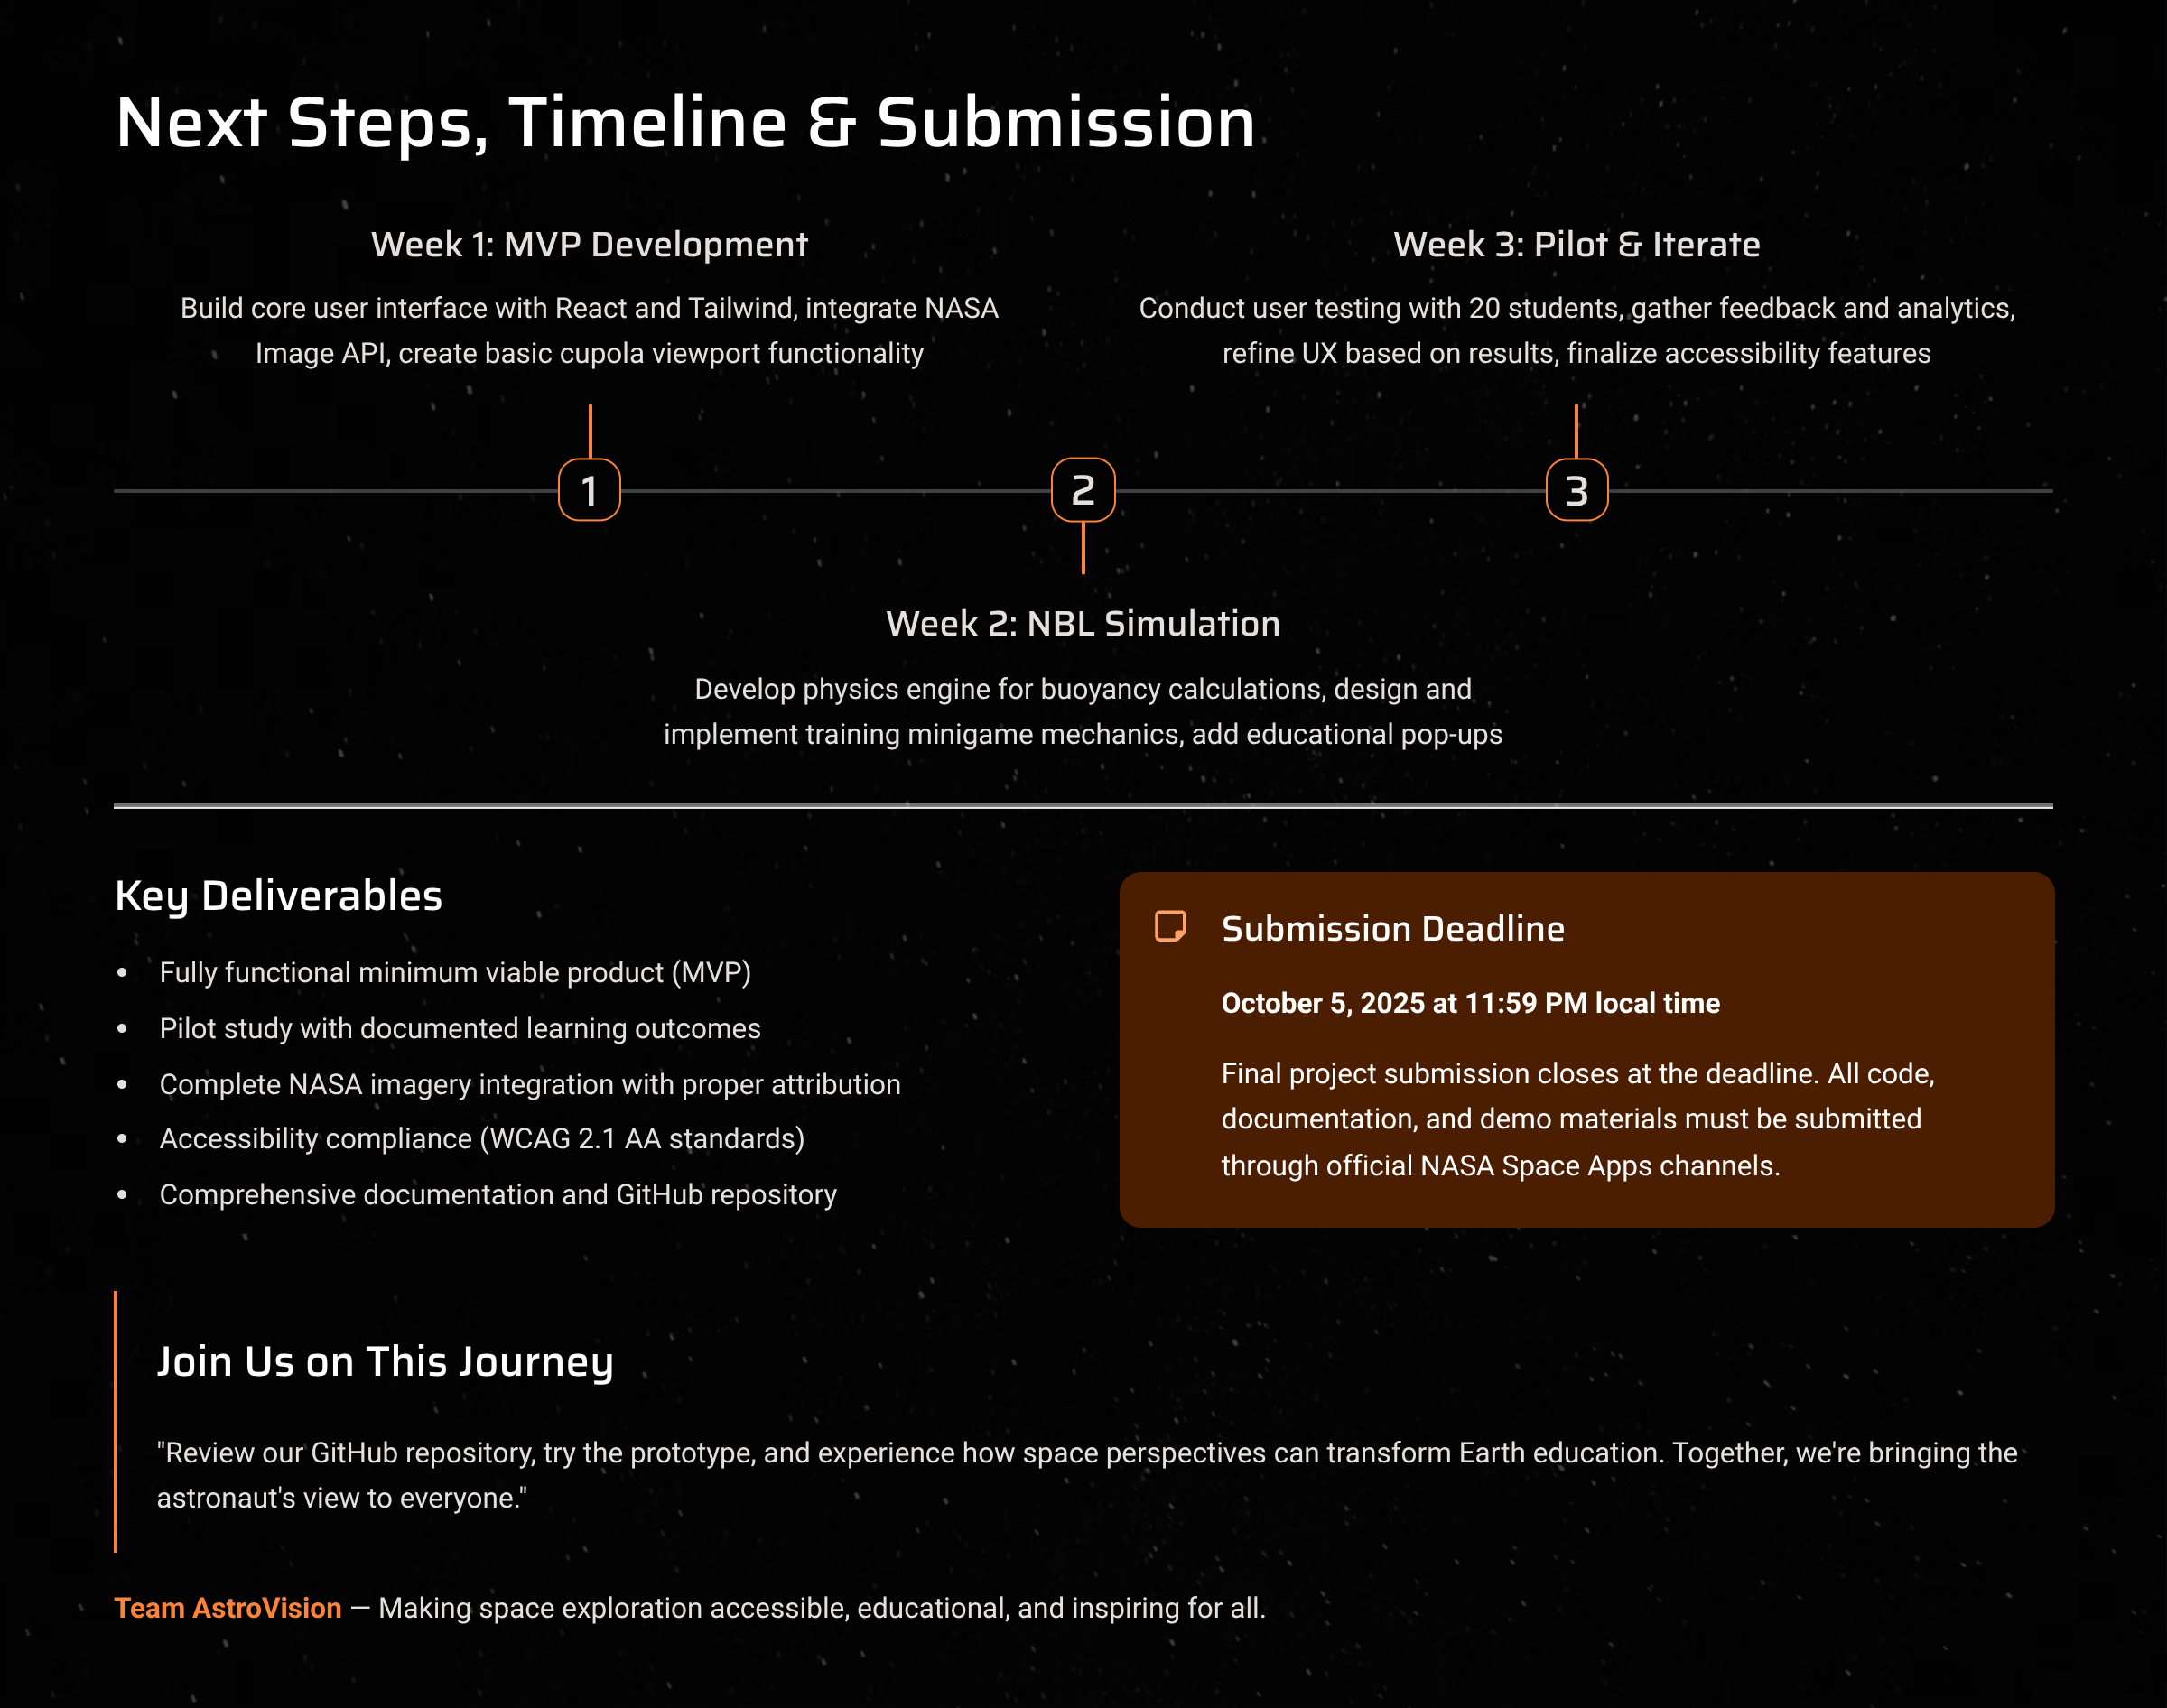 Next Steps, Timeline & Submission
Week 1: MVP Development
Build core user interface with React and Tailwind, integrate NASA
Image API, create basic cupola viewport functionality
Week 3: Pilot & Iterate
Conduct user testing with 20 students, gather feedback and analytics,
refine UX based on results, finalize accessibility features
1
2
3
Week 2: NBL Simulation
Develop physics engine for buoyancy calculations, design and
implement training minigame mechanics, add educational pop-ups
Key Deliverables
• Fully functional minimum viable product (MVP)
• Pilot study with documented learning outcomes
• Complete NASA imagery integration with proper attribution
• Accessibility compliance (WCAG 2.1 AA standards)
• Comprehensive documentation and GitHub repository
Submission Deadline
October 5, 2025 at 11:59 PM local time
Final project submission closes at the deadline. All code,
documentation, and demo materials must be submitted
through official NASA Space Apps channels.
Join Us on This Journey
"Review our GitHub repository, try the prototype, and experience how space perspectives can transform Earth education. Together, we're bringing the
astronaut's view to everyone."
Team AstroVision — Making space exploration accessible, educational, and inspiring for all.